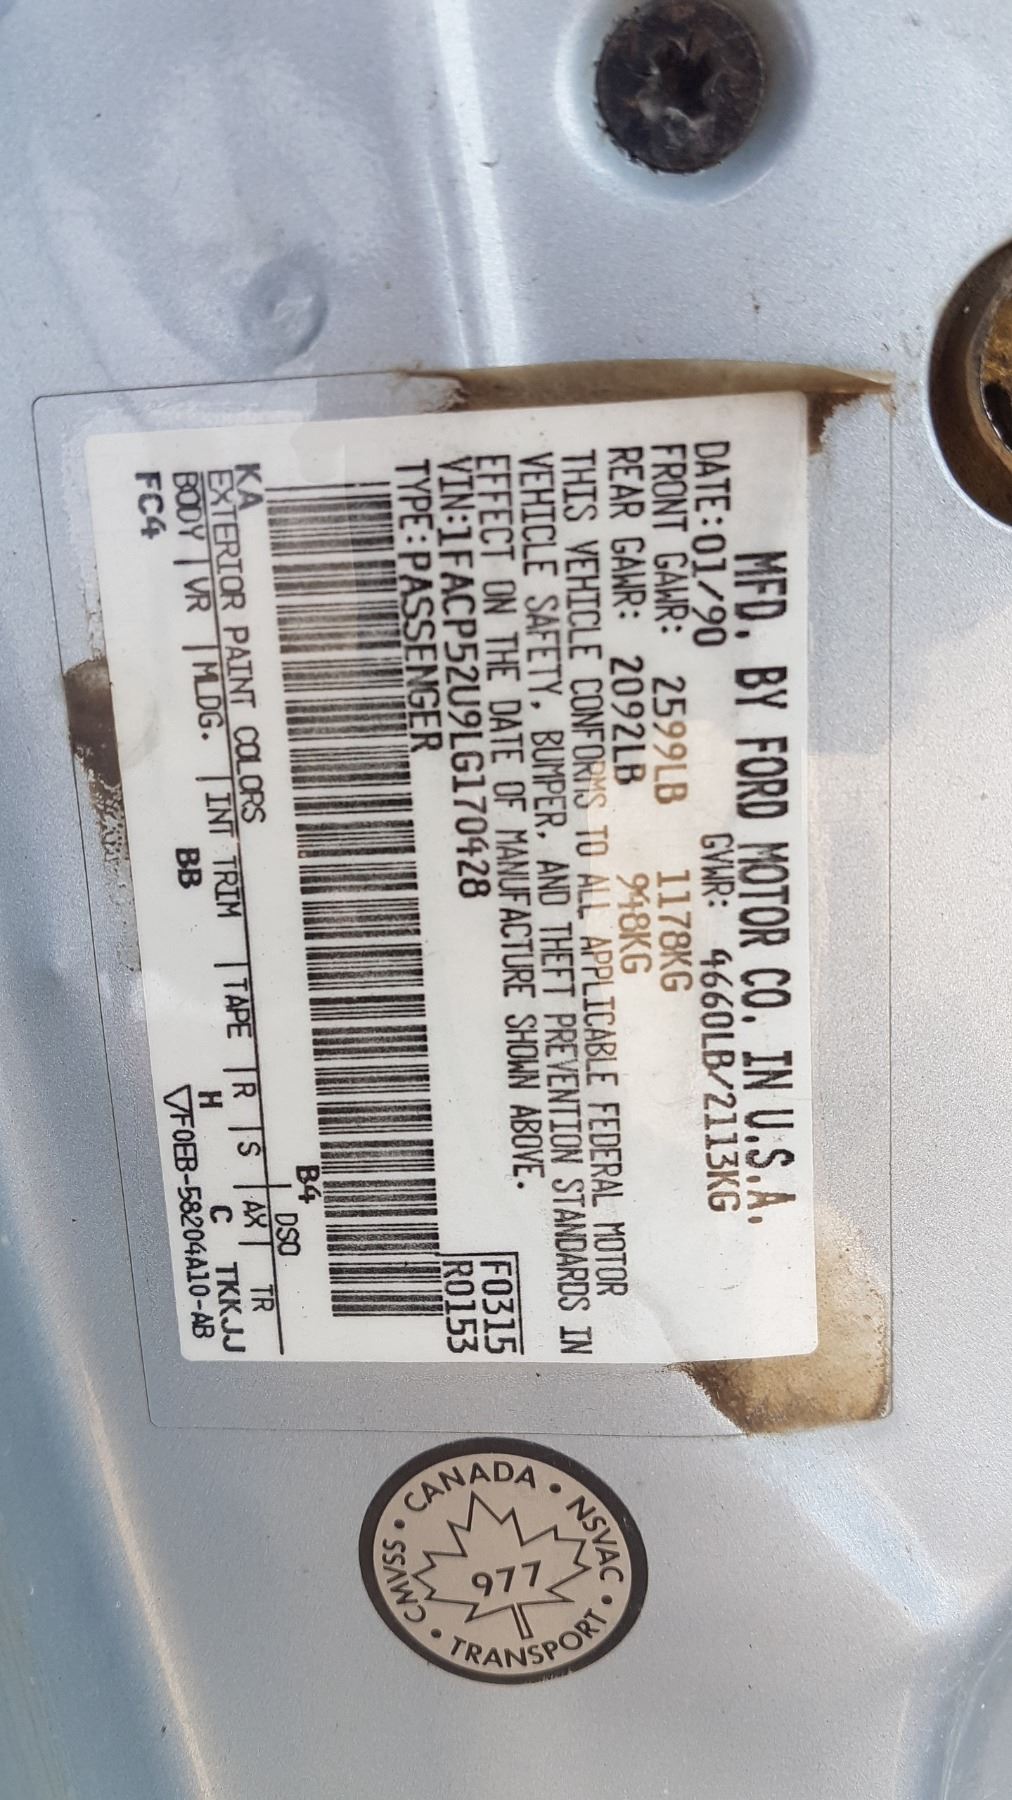 MFD. BY FORD MOTOR CO. IN U.S.A.
DATE:01/90 GVWR: 4660LB/2113KG
FRONT GAWR: 2599LB 1178KG
REAR GAWR: 2092LB 948KG
THIS VEHICLE CONFORMS TO ALL APPLICABLE FEDERAL MOTOR
VEHICLE SAFETY, BUMPER, AND THEFT PREVENTION STANDARDS IN
EFFECT ON THE DATE OF MANUFACTURE SHOWN ABOVE.
VIN:1FACP52U9LG170428 F0315
TYPE:PASSENGER R0153
B4
KA DSO
EXTERIOR PAINT COLORS
BODY VR MLDG. INT TRIM TAPE R S AX TR
FC4 BB H C TKKJJ
▽F0EB-58204A10-AB
CANADA • NSVAC • TRANSPORT • CMVSS •
977